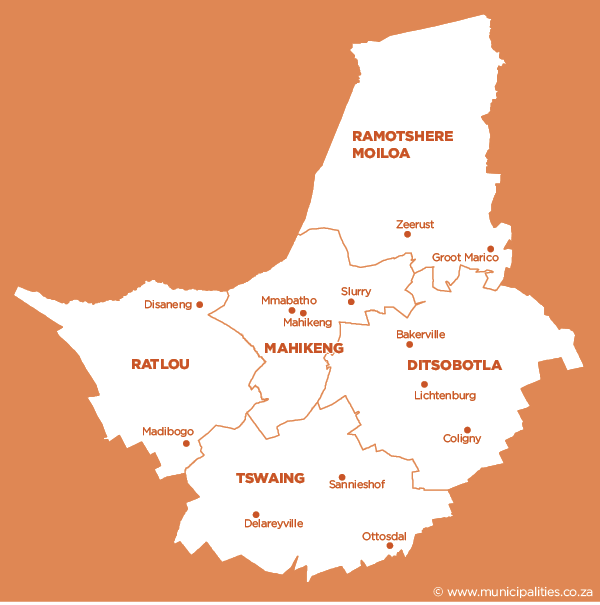 RAMOTSHERE
MOILOA
Zeerust
Groot Marico
Disaneng
Mmabatho
Slurry
Mahikeng
Bakerville
MAHIKENG
RATLOU
DITSOBOTLA
Lichtenburg
Madibogo
Coligny
TSWAING
Sannieshof
Delareyville
Ottosdal
© www.municipalities.co.za